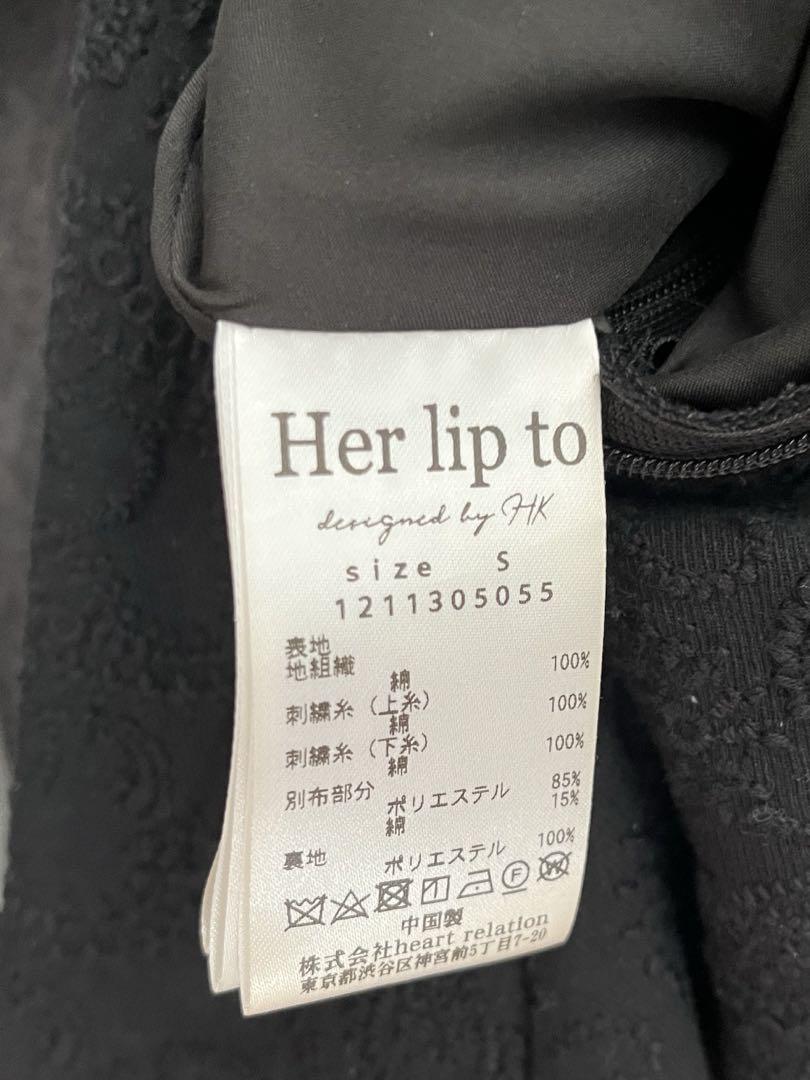 Her lip to
designed by HK
size S
1211305055
表地
地組織
綿 100%
刺繍糸（上糸）
綿 100%
刺繍糸（下糸）
綿 100%
別布部分
ポリエステル 85%
綿 15%
裏地 ポリエステル 100%
F W
中国製
株式会社heart relation
東京都渋谷区神宮前5丁目7-20